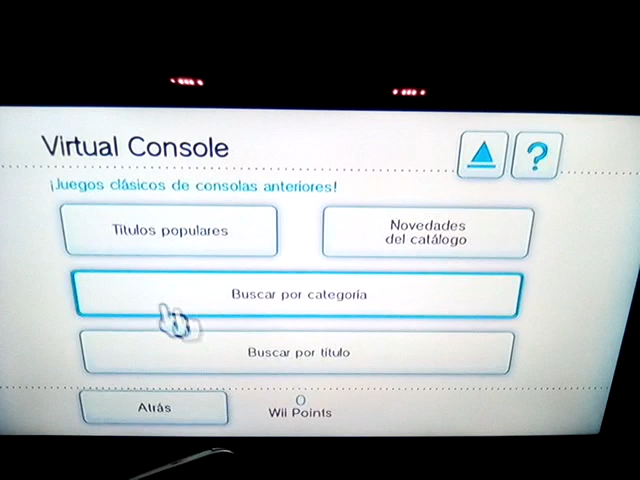 Virtual Console
?
¡Juegos clásicos de consolas anteriores!
Títulos populares
Novedades
del catálogo
Buscar por categoría
Buscar por título
Atrás
0
Wii Points